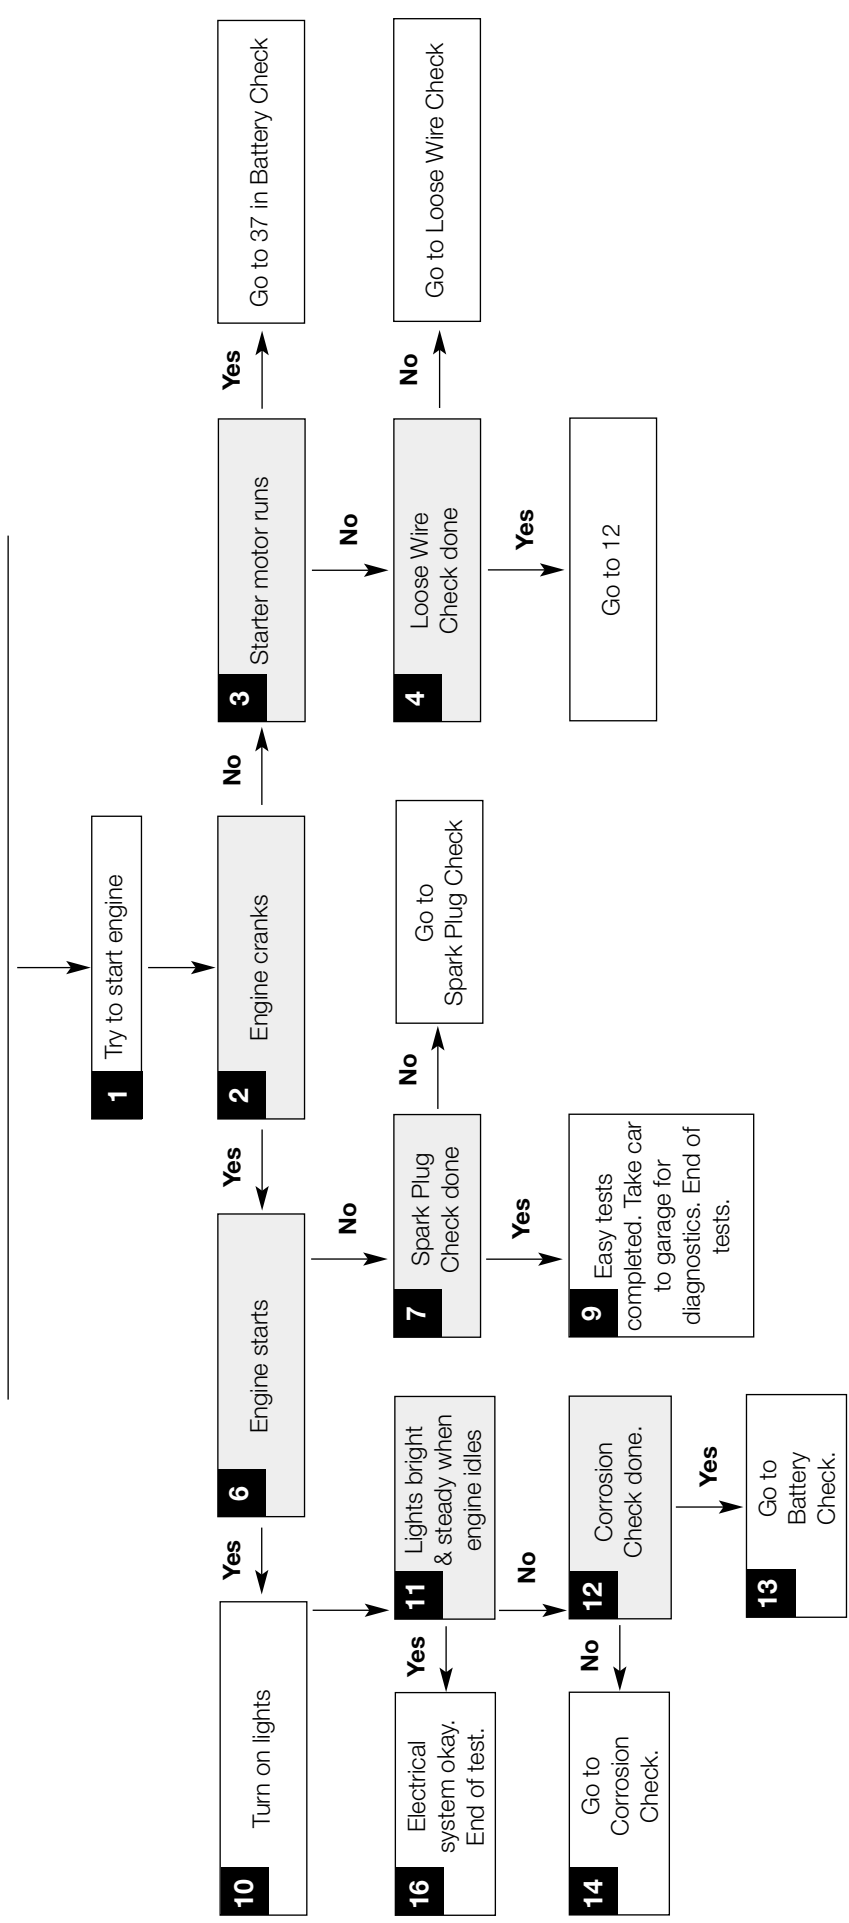 1
Try to start engine
2
Engine cranks
No
3
Starter motor runs
Yes
Go to 37 in Battery Check
No
4
Loose Wire
Check done
No
Go to Loose Wire Check
Yes
Go to 12
Yes
6
Engine starts
No
7
Spark Plug
Check done
No
Go to
Spark Plug Check
Yes
9
Easy tests
completed. Take car
to garage for
diagnostics. End of
tests.
Yes
10
Turn on lights
11
Lights bright
& steady when
engine idles
Yes
16
Electrical
system okay.
End of test.
No
12
Corrosion
Check done.
No
14
Go to
Corrosion
Check.
Yes
13
Go to
Battery
Check.